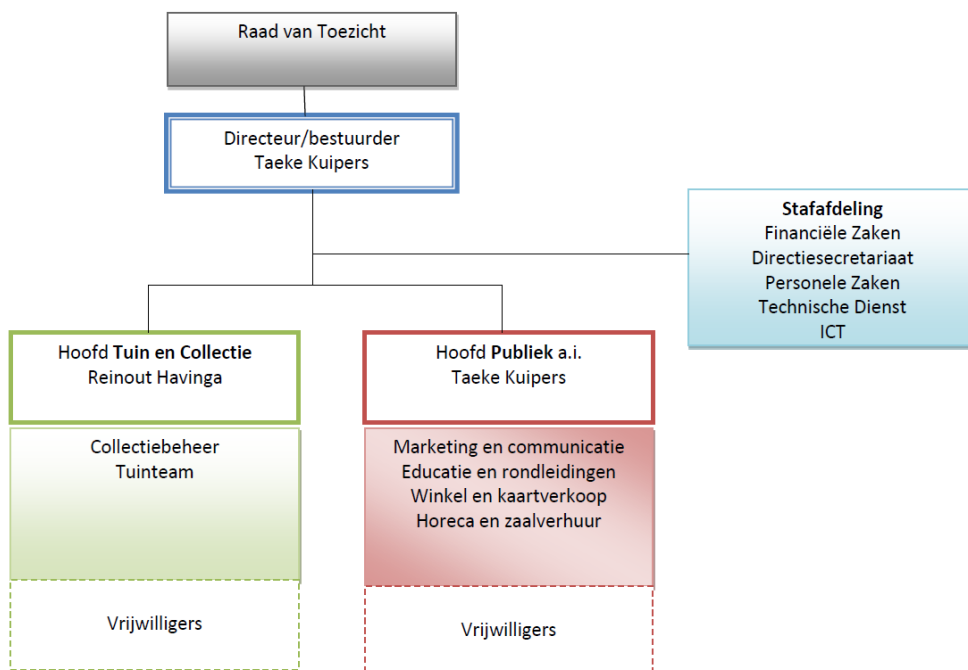 Raad van Toezicht
Directeur/bestuurder
Taeke Kuipers
Stafafdeling
Financiële Zaken
Directiesecretariaat
Personele Zaken
Technische Dienst
ICT
Hoofd Tuin en Collectie
Reinout Havinga
Collectiebeheer
Tuinteam
Vrijwilligers
Hoofd Publiek a.i.
Taeke Kuipers
Marketing en communicatie
Educatie en rondleidingen
Winkel en kaartverkoop
Horeca en zaalverhuur
Vrijwilligers